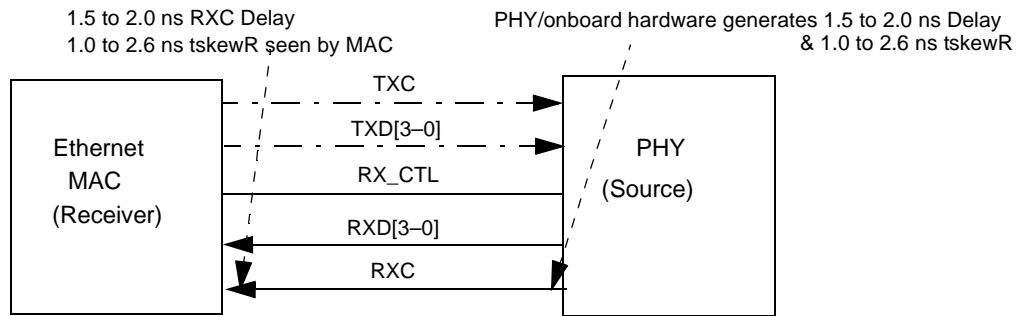 1.5 to 2.0 ns RXC Delay
1.0 to 2.6 ns tskewR seen by MAC
PHY/onboard hardware generates 1.5 to 2.0 ns Delay
& 1.0 to 2.6 ns tskewR
TXC
TXD[3–0]
Ethernet
MAC
(Receiver)
RX_CTL
PHY
(Source)
RXD[3–0]
RXC